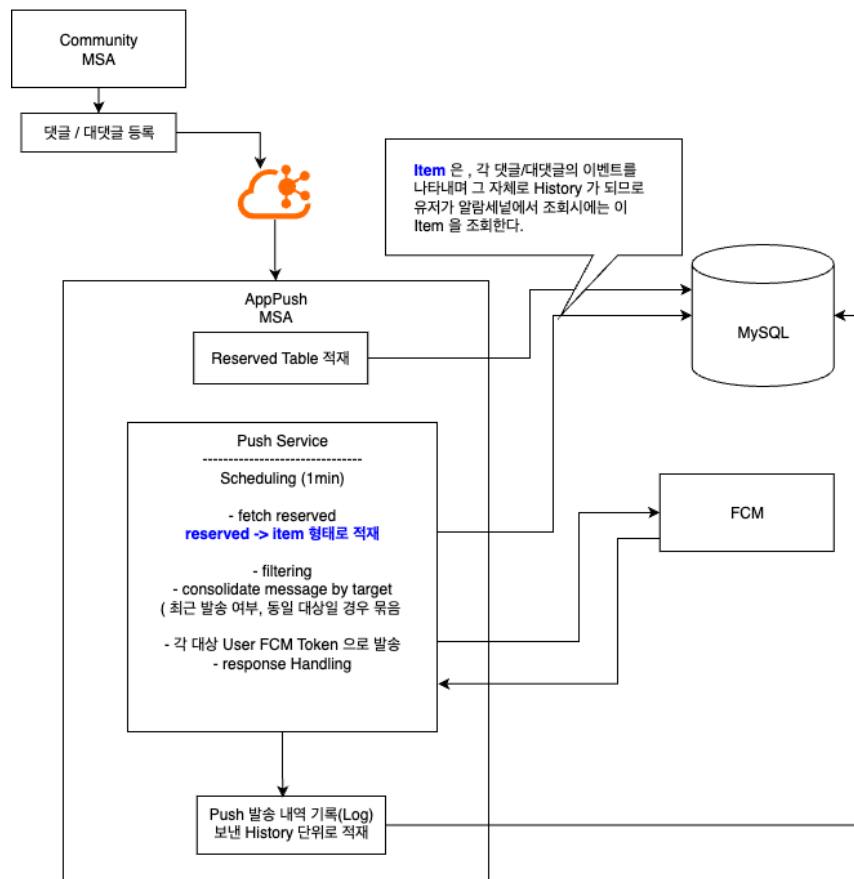 Community
MSA
댓글 / 대댓글 등록
Item 은 , 각 댓글/대댓글의 이벤트를
나타내며 그 자체로 History 가 되므로
유저가 알람세넡에서 조회시에는 이
Item 을 조회한다.
AppPush
MSA
Reserved Table 적재
MySQL
Push Service
-------------------------------
Scheduling (1min)
- fetch reserved
reserved -> item 형태로 적재
- filtering
- consolidate message by target
( 최근 발송 여부, 동일 대상일 경우 묶음
- 각 대상 User FCM Token 으로 발송
- response Handling
FCM
Push 발송 내역 기록(Log)
보낸 History 단위로 적재